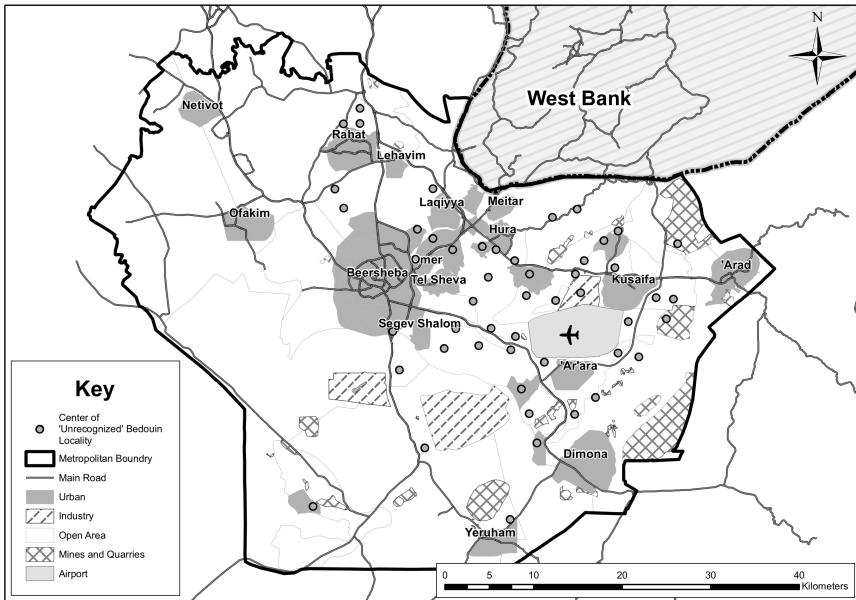 N
West Bank
Netivot
Rahat
Lehavim
Laqiyya
Meitar
Ofakim
Hura
Omer
'Arad
Beersheba
Tel Sheva
Kusaifa
Segev Shalom
'Ar'ara
Dimona
Yeruham
Key
Center of
'Unrecognized' Bedouin
Locality
Metropolitan Boundry
Main Road
Urban
Industry
Open Area
Mines and Quarries
Airport
0 5 10 20 30 40
Kilometers